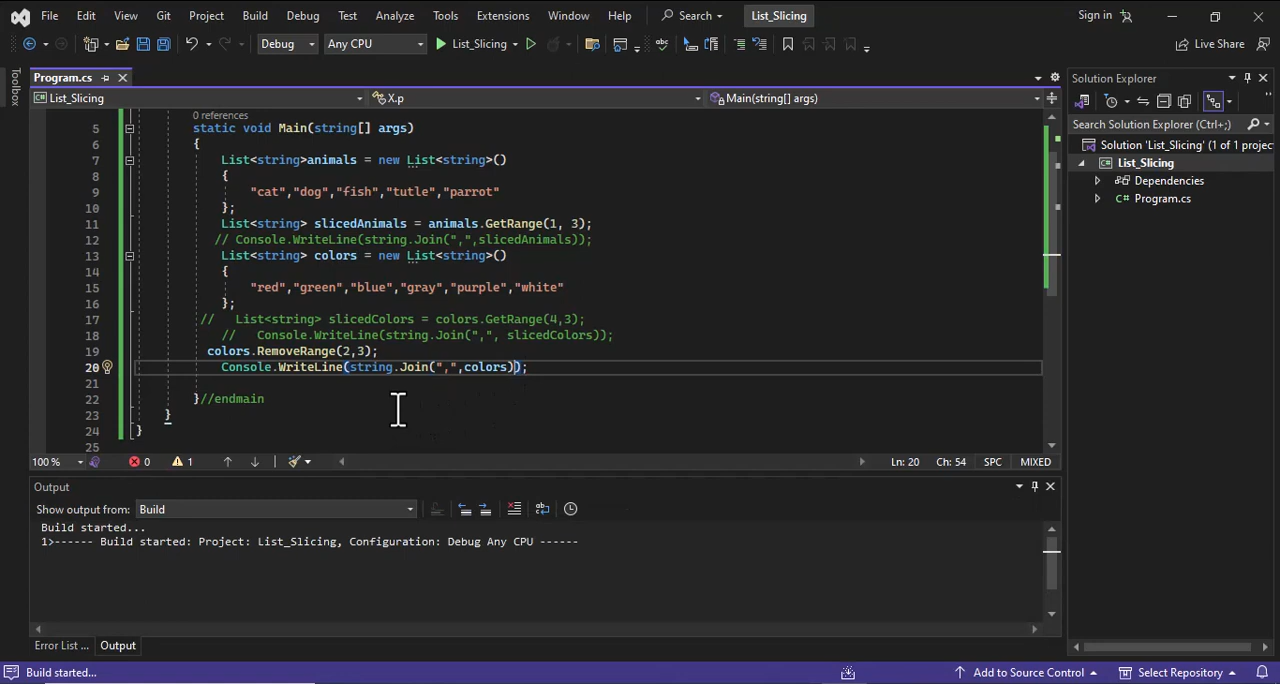 File Edit View Git Project Build Debug Test Analyze Tools Extensions Window Help Search List_Slicing Sign in
Debug Any CPU List_Slicing Live Share
Toolbox
Program.cs
List_Slicing X.p Main(string[] args)
0 references
5 static void Main(string[] args)
6 {
7 List<string>animals = new List<string>()
8 {
9 "cat","dog","fish","tutle","parrot"
10 };
11 List<string> slicedAnimals = animals.GetRange(1, 3);
12 // Console.WriteLine(string.Join(",",slicedAnimals));
13 List<string> colors = new List<string>()
14 {
15 "red","green","blue","gray","purple","white"
16 };
17 // List<string> slicedColors = colors.GetRange(4,3);
18 // Console.WriteLine(string.Join(",", slicedColors));
19 colors.RemoveRange(2,3);
20 Console.WriteLine(string.Join(",",colors));
21
22 }//endmain
23 }
24 }
25
100 % 0 1 Ln: 20 Ch: 54 SPC MIXED
Output
Show output from: Build
Build started...
1>------ Build started: Project: List_Slicing, Configuration: Debug Any CPU ------
Error List ... Output
Solution Explorer
Search Solution Explorer (Ctrl+;)
Solution 'List_Slicing' (1 of 1 project
List_Slicing
Dependencies
Program.cs
Build started... Add to Source Control Select Repository